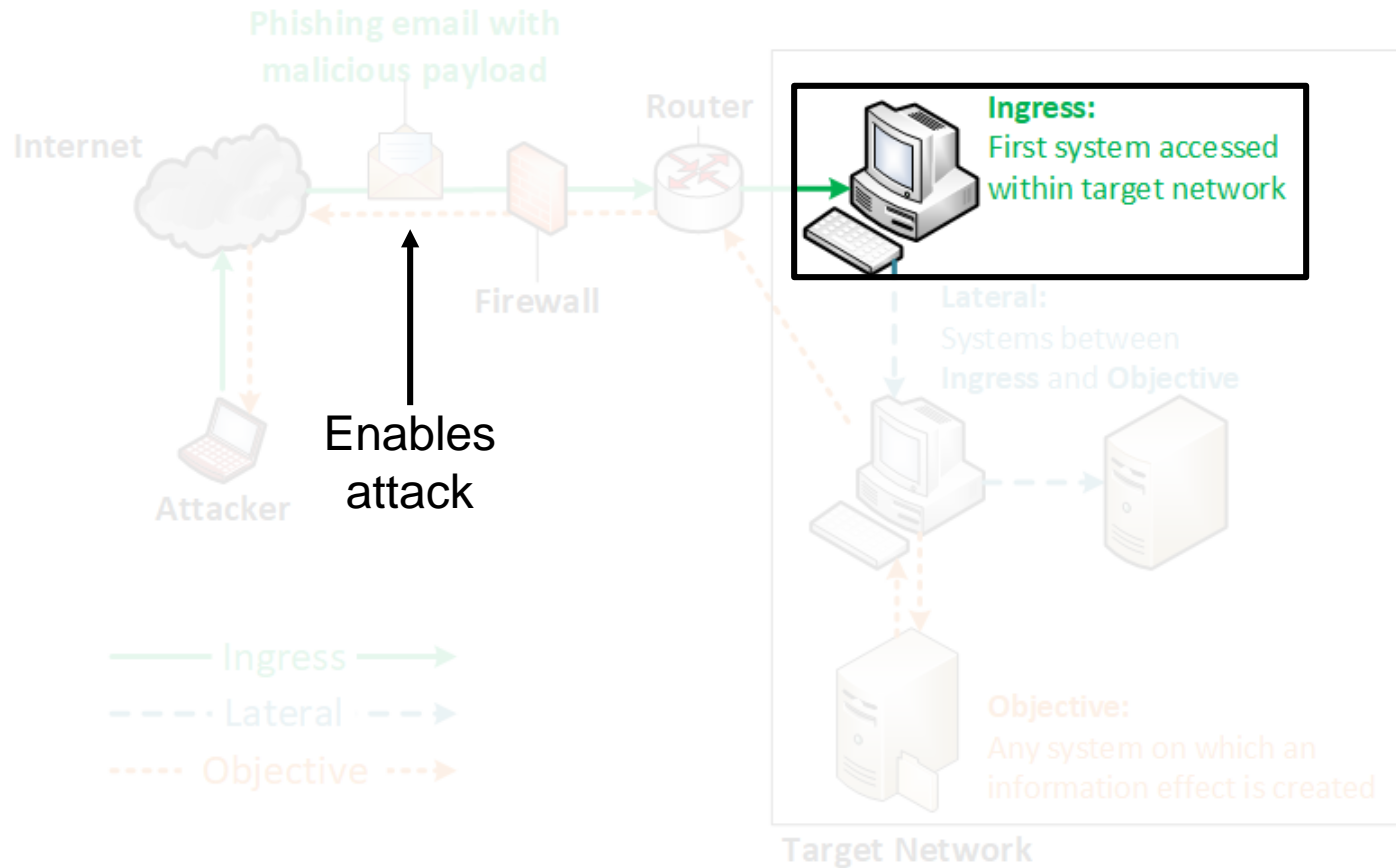 Phishing email with
malicious payload
Internet
Router
Ingress:
First system accessed
within target network
Firewall
Lateral:
Systems between
Ingress and Objective
Enables
attack
Attacker
Ingress
Lateral
Objective
Objective:
Any system on which an
information effect is created
Target Network